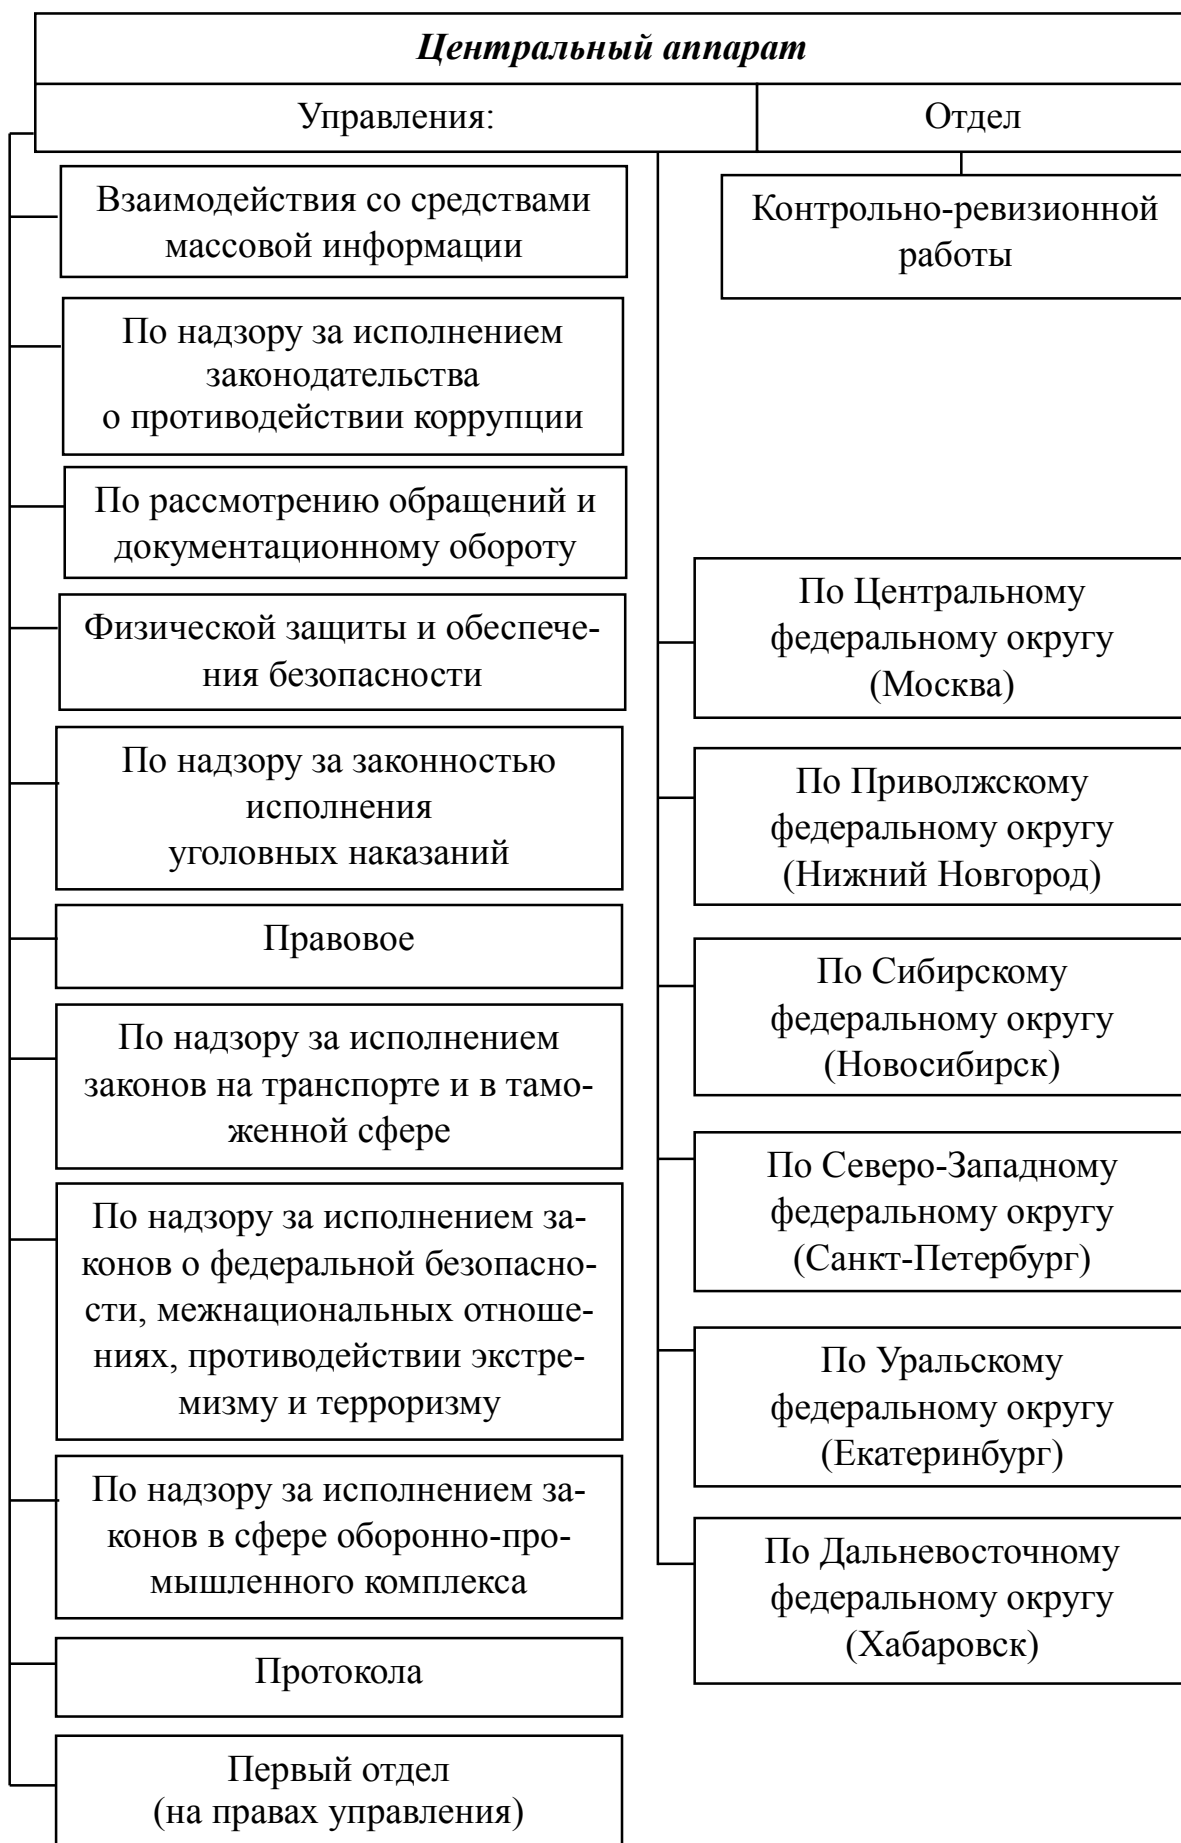 Центральный аппарат
Управления:
Отдел
Взаимодействия со средствами
массовой информации
По надзору за исполнением
законодательства
о противодействии коррупции
По рассмотрению обращений и
документационному обороту
Физической защиты и обеспече-
ния безопасности
По надзору за законностью
исполнения
уголовных наказаний
Правовое
По надзору за исполнением
законов на транспорте и в тамо-
женной сфере
По надзору за исполнением за-
конов о федеральной безопасно-
сти, межнациональных отноше-
ниях, противодействии экстре-
мизму и терроризму
По надзору за исполнением за-
конов в сфере оборонно-про-
мышленного комплекса
Протокола
Первый отдел
(на правах управления)
Контрольно-ревизионной
работы
По Центральному
федеральному округу
(Москва)
По Приволжскому
федеральному округу
(Нижний Новгород)
По Сибирскому
федеральному округу
(Новосибирск)
По Северо-Западному
федеральному округу
(Санкт-Петербург)
По Уральскому
федеральному округу
(Екатеринбург)
По Дальневосточному
федеральному округу
(Хабаровск)